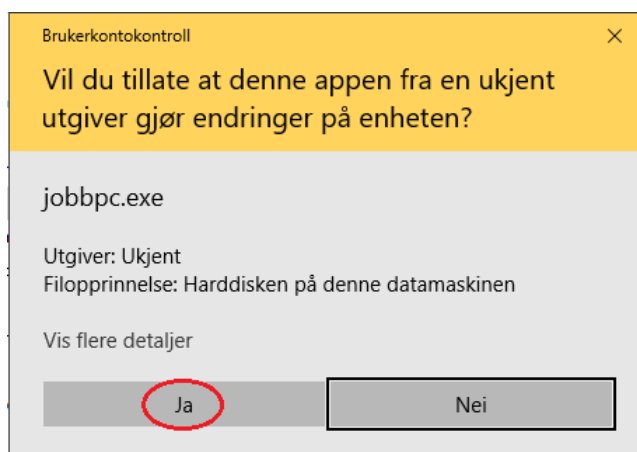 Brukerkontokontroll
Vil du tillate at denne appen fra en ukjent
utgiver gjør endringer på enheten?
jobbpc.exe
Utgiver: Ukjent
Filopprinnelse: Harddisken på denne datamaskinen
Vis flere detaljer
Ja
Nei